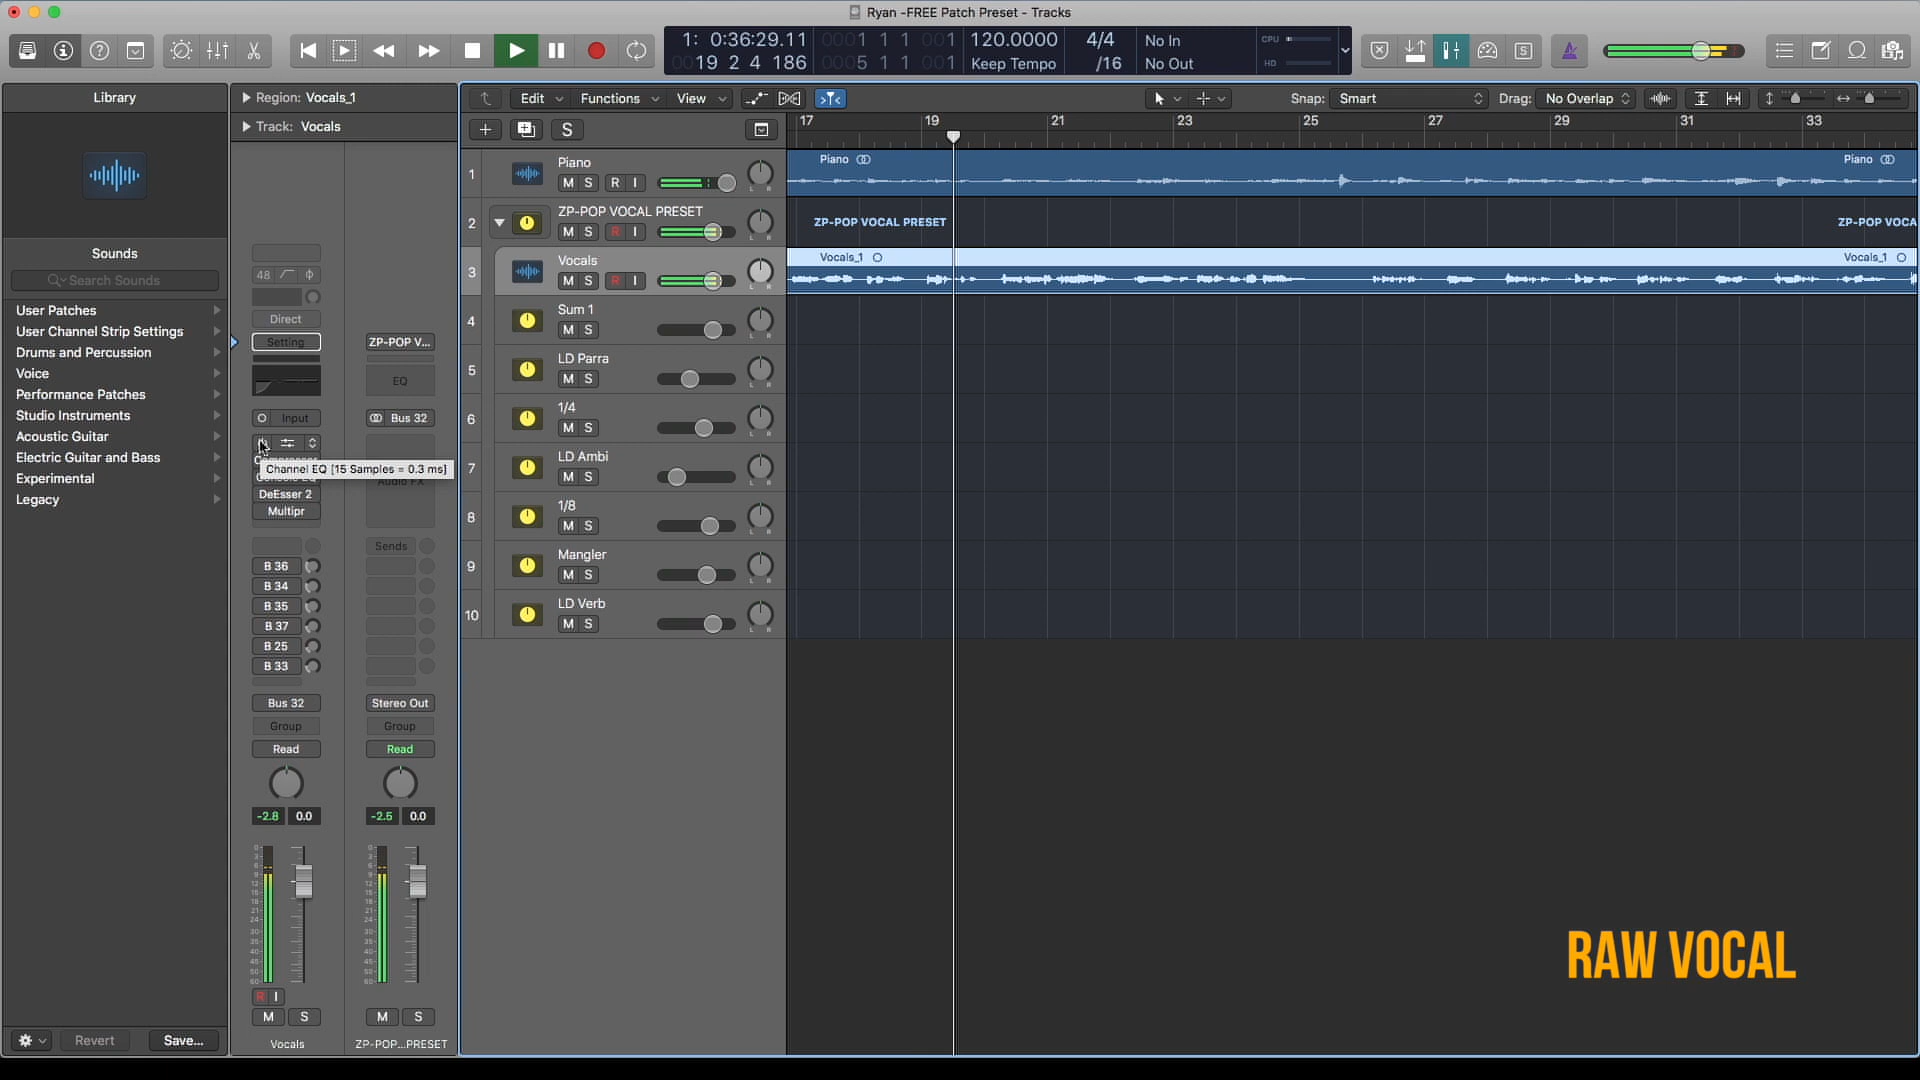 Ryan -FREE Patch Preset - Tracks
1: 0:36:29.11
0019 2 4 186
0001 1 1 001
0005 1 1 001
120.0000
Keep Tempo
4/4
/16
No In
No Out
CPU
HD
Library
Region: Vocals_1
Track: Vocals
Edit
Functions
View
Snap: Smart
Drag: No Overlap
S
17 19 21 23 25 27 29 31 33
Sounds
Search Sounds
User Patches
User Channel Strip Settings
Drums and Percussion
Voice
Performance Patches
Studio Instruments
Acoustic Guitar
Electric Guitar and Bass
Experimental
Legacy
Revert
Save...
48
Direct
Setting
Input
Channel EQ [15 Samples = 0.3 ms]
DeEsser 2
Multipr
B 36
B 34
B 35
B 37
B 25
B 33
Bus 32
Group
Read
-2.8 0.0
R I
M S
Vocals
ZP-POP V...
EQ
Bus 32
Audio FX
Sends
Stereo Out
Group
Read
-2.5 0.0
M S
ZP-POP...PRESET
1 Piano
M S R I
2 ZP-POP VOCAL PRESET
M S R I
3 Vocals
M S R I
4 Sum 1
M S
5 LD Parra
M S
6 1/4
M S
7 LD Ambi
M S
8 1/8
M S
9 Mangler
M S
10 LD Verb
M S
Piano
Piano
ZP-POP VOCAL PRESET
ZP-POP VOCA
Vocals_1
Vocals_1
RAW VOCAL